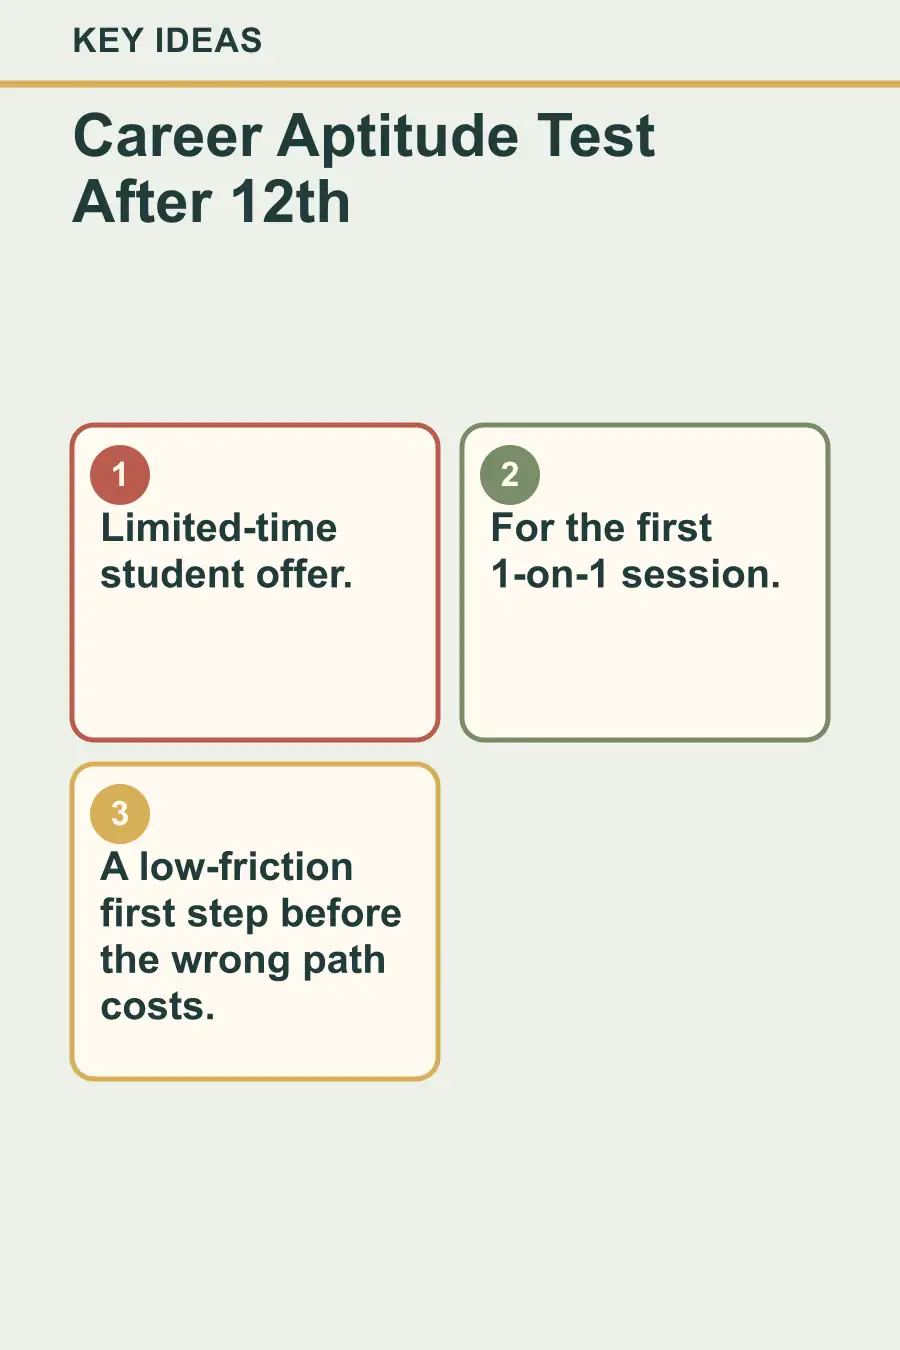 KEY IDEAS
Career Aptitude Test
After 12th
1
Limited-time
student offer.
2
For the first
1-on-1 session.
3
A low-friction
first step before
the wrong path
costs.